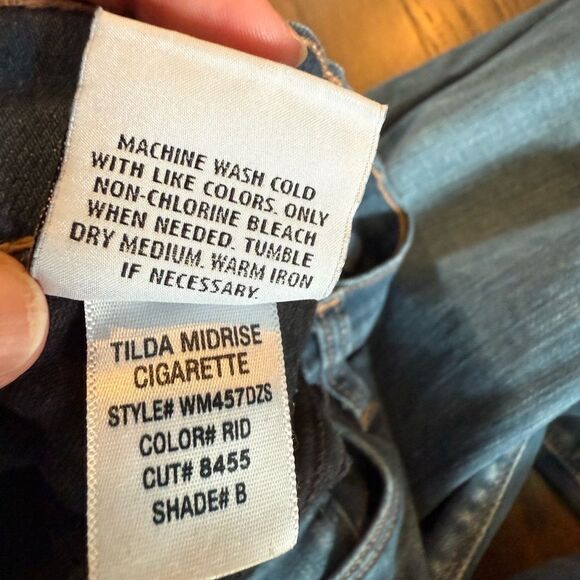 MACHINE WASH COLD
WITH LIKE COLORS. ONLY
NON-CHLORINE BLEACH
WHEN NEEDED. TUMBLE
DRY MEDIUM. WARM IRON
IF NECESSARY.
TILDA MIDRISE
CIGARETTE
STYLE# WM457DZS
COLOR# RID
CUT# 8455
SHADE# B